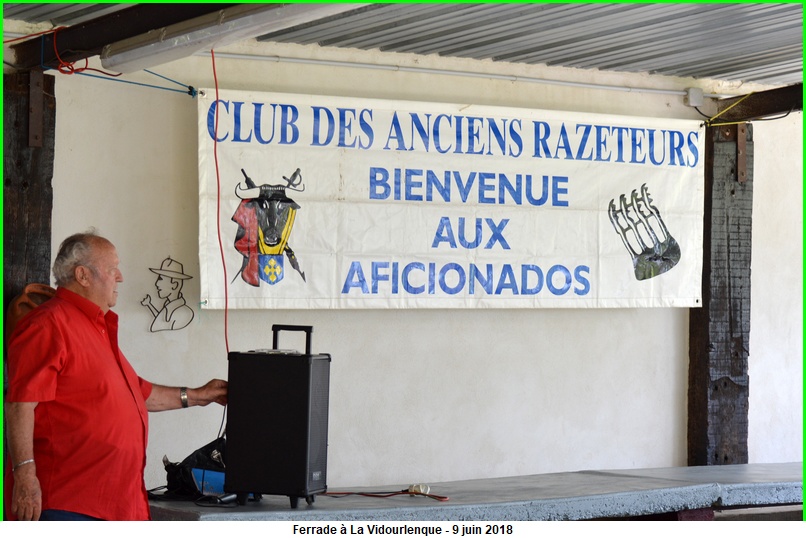 CLUB DES ANCIENS RAZETEURS
BIENVENUE
AUX
AFICIONADOS
Ferrade à La Vidourlenque - 9 juin 2018